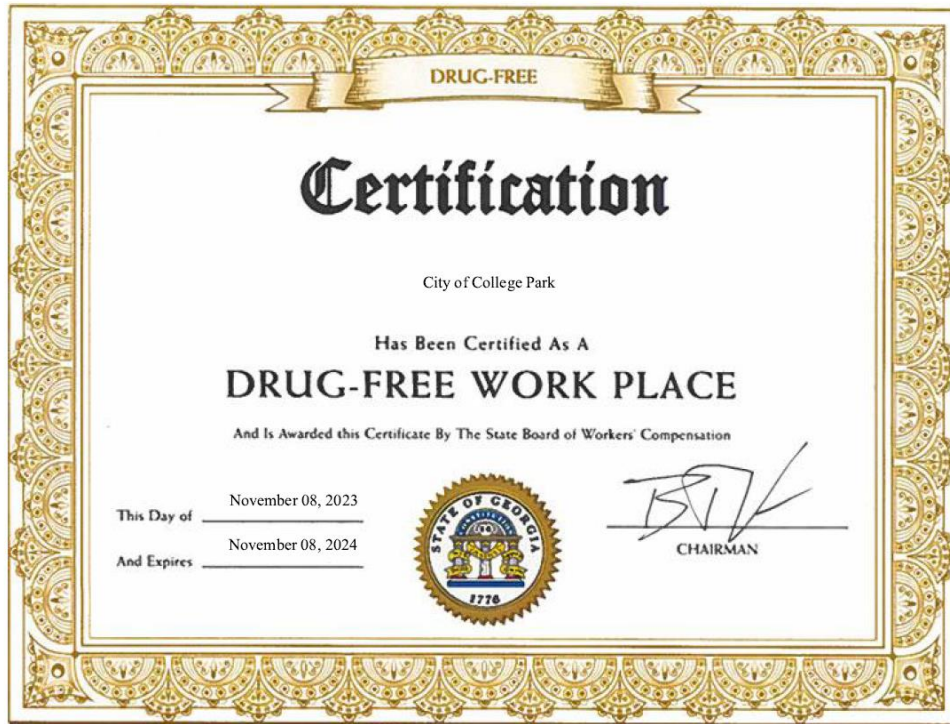 DRUG-FREE
Certification
City of College Park
Has Been Certified As A
DRUG-FREE WORK PLACE
And Is Awarded this Certificate By The State Board of Workers' Compensation
This Day of November 08, 2023
And Expires November 08, 2024
STATE OF GEORGIA
CONSTITUTION
1776
CHAIRMAN